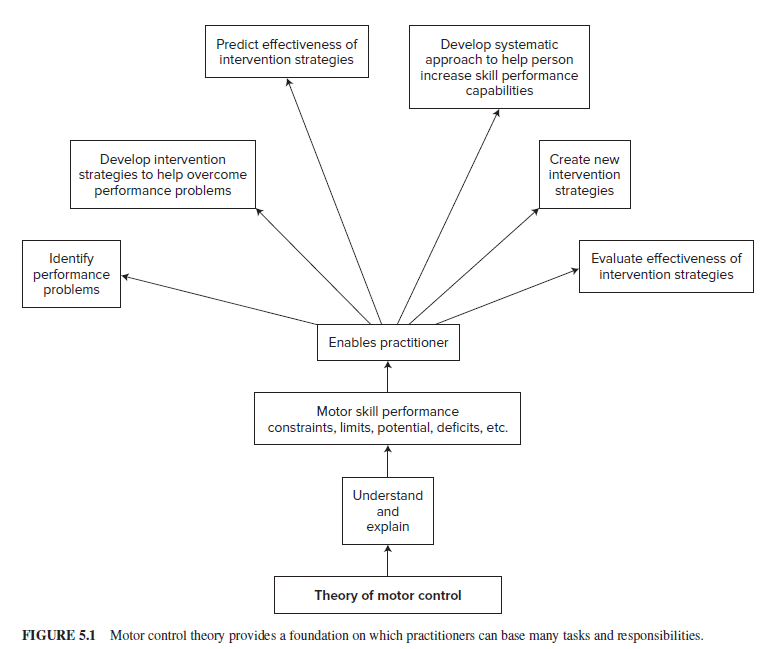 Predict effectiveness of
intervention strategies
Develop systematic
approach to help person
increase skill performance
capabilities
Develop intervention
strategies to help overcome
performance problems
Create new
intervention
strategies
Identify
performance
problems
Evaluate effectiveness of
intervention strategies
Enables practitioner
Motor skill performance
constraints, limits, potential, deficits, etc.
Understand
and
explain
Theory of motor control
FIGURE 5.1 Motor control theory provides a foundation on which practitioners can base many tasks and responsibilities.